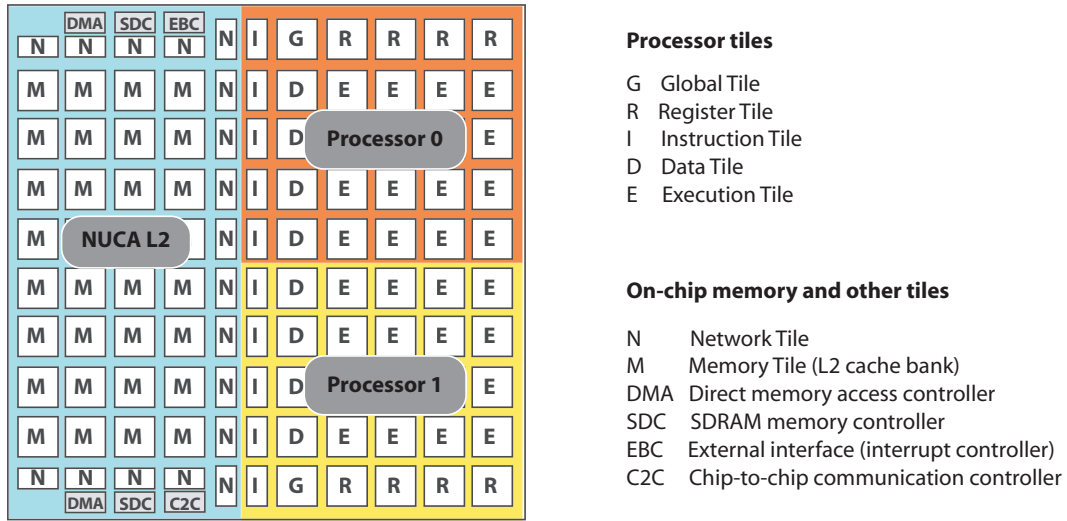 DMA SDC EBC
N N N N N I G R R R R
M M M M N I D E E E E
M M M M N I D Processor 0 E
M M M M N I D E E E E
M NUCA L2 N I D E E E E
M M M M N I D E E E E
M M M M N I D E E E E
M M M M N I D Processor 1 E
M M M M N I D E E E E
N N N N N I G R R R R
DMA SDC C2C
Processor tiles
G Global Tile
R Register Tile
I Instruction Tile
D Data Tile
E Execution Tile
On-chip memory and other tiles
N Network Tile
M Memory Tile (L2 cache bank)
DMA Direct memory access controller
SDC SDRAM memory controller
EBC External interface (interrupt controller)
C2C Chip-to-chip communication controller